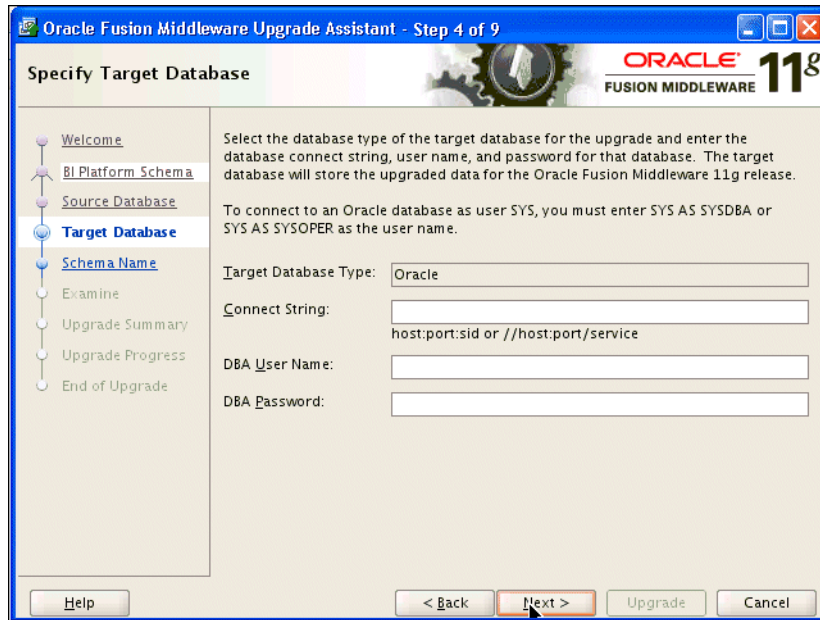 Oracle Fusion Middleware Upgrade Assistant - Step 4 of 9
Specify Target Database
ORACLE
FUSION MIDDLEWARE
11g
Welcome
BI Platform Schema
Source Database
Target Database
Schema Name
Examine
Upgrade Summary
Upgrade Progress
End of Upgrade
Select the database type of the target database for the upgrade and enter the
database connect string, user name, and password for that database. The target
database will store the upgraded data for the Oracle Fusion Middleware 11g release.
To connect to an Oracle database as user SYS, you must enter SYS AS SYSDBA or
SYS AS SYSOPER as the user name.
Target Database Type: Oracle
Connect String:
host:port:sid or //host:port/service
DBA User Name:
DBA Password:
Help
< Back
Next >
Upgrade
Cancel